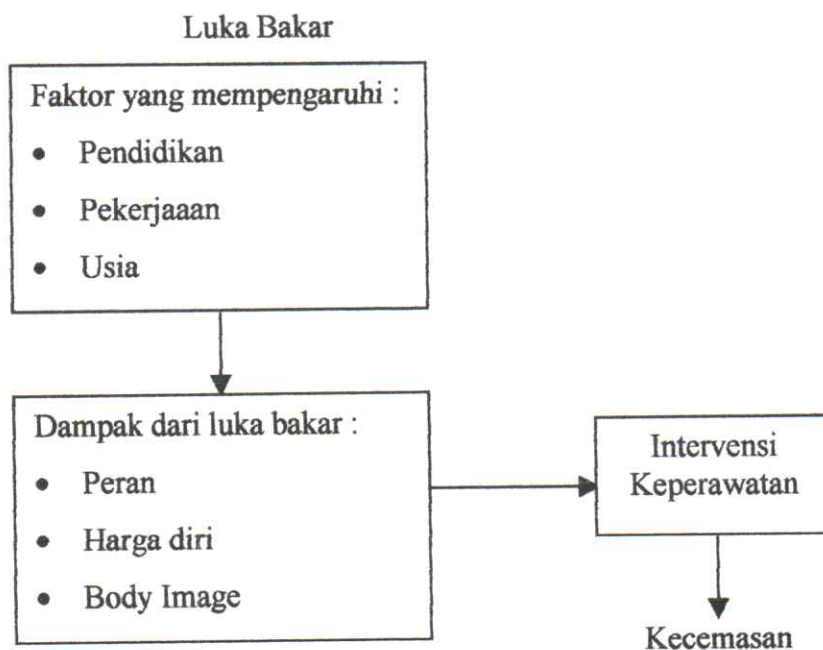 Luka Bakar
Faktor yang mempengaruhi :
• Pendidikan
• Pekerjaaan
• Usia
Dampak dari luka bakar :
• Peran
• Harga diri
• Body Image
Intervensi
Keperawatan
Kecemasan